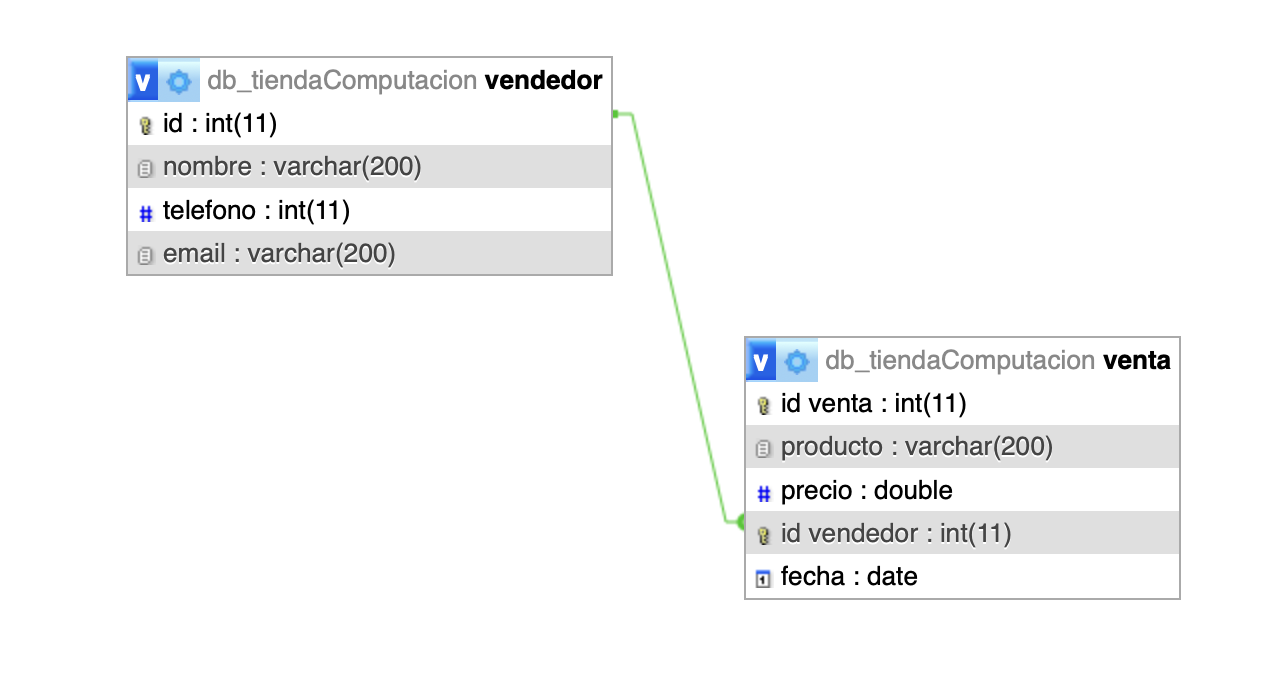 v db_tiendaComputacion vendedor
id : int(11)
nombre : varchar(200)
# telefono : int(11)
email : varchar(200)
v db_tiendaComputacion venta
id venta : int(11)
producto : varchar(200)
# precio : double
id vendedor : int(11)
1 fecha : date